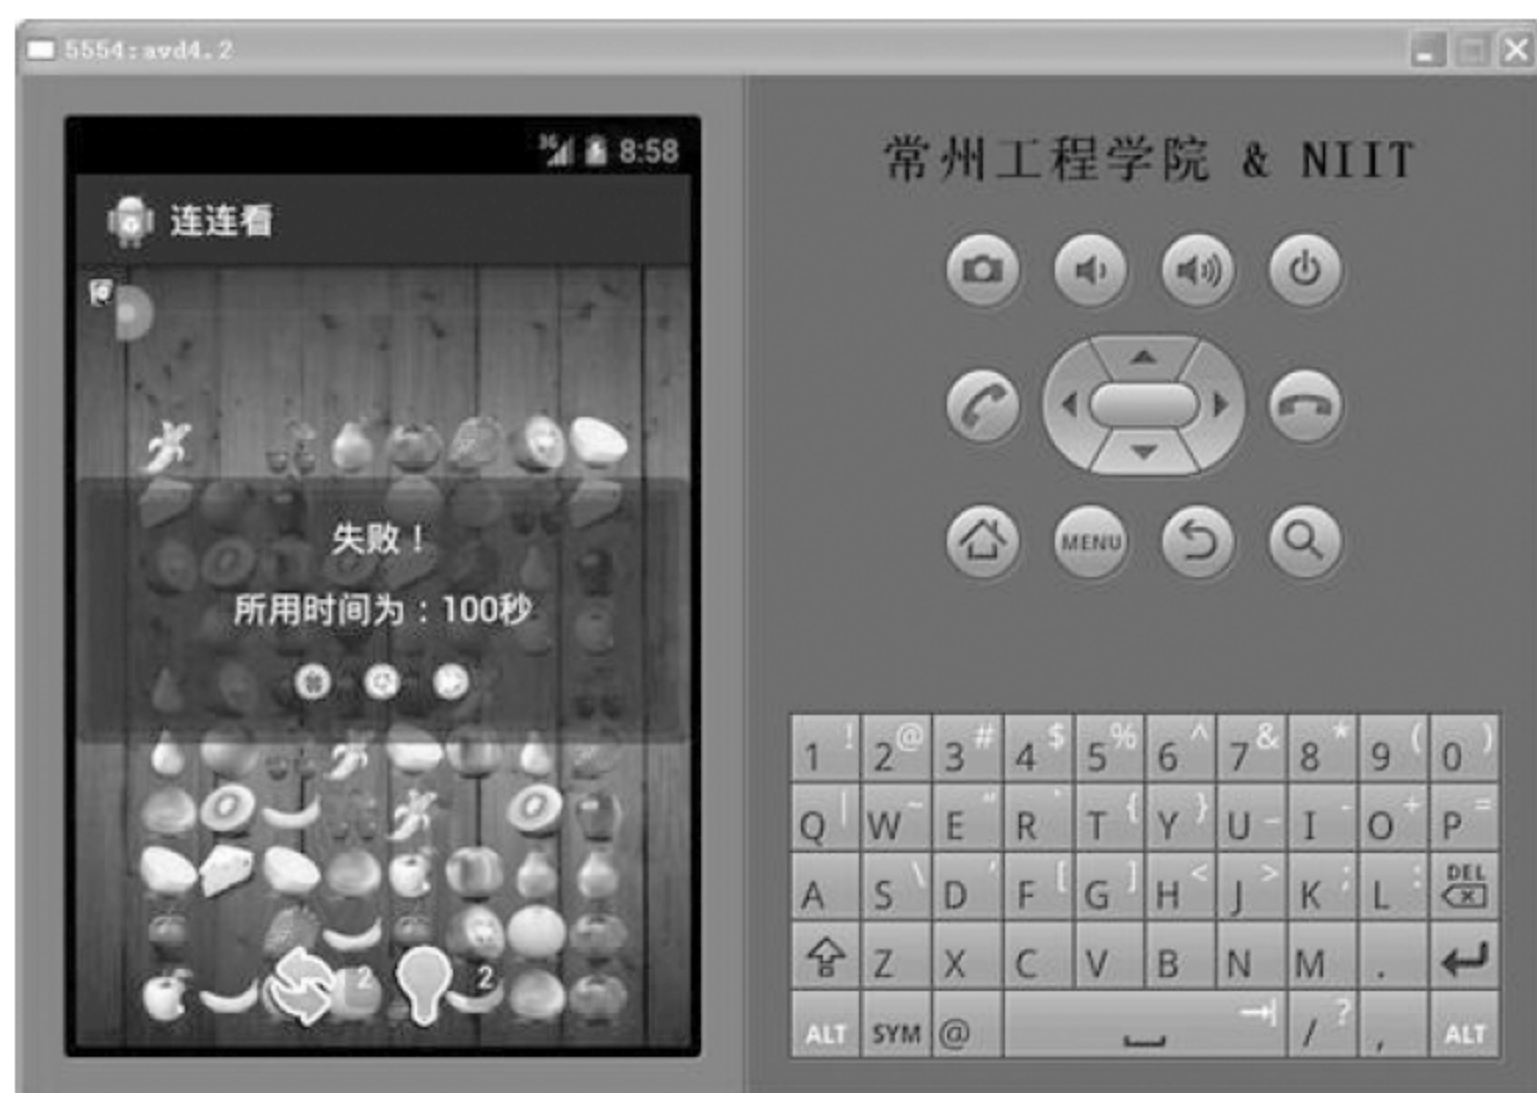 5554:avd4.2
3G 8:58
连连看
失败！
所用时间为：100秒
2 2
常州工程学院 & NIIT
MENU
1 ! 2 @ 3 # 4 $ 5 % 6 ^ 7 & 8 * 9 ( 0 )
Q | W ~ E " R ` T { Y } U _ I - O + P =
A S \ D ' F [ G ] H < J > K ; L : DEL
Z X C V B N M .
ALT SYM @ / ? , ALT